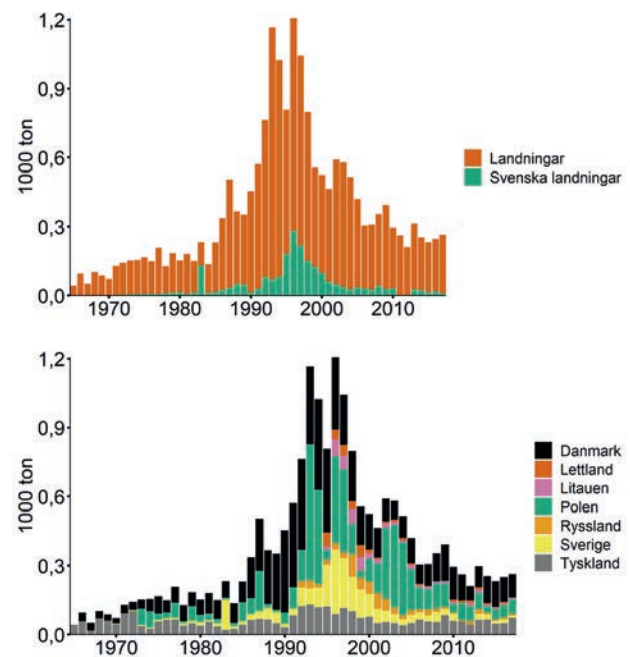 1,2
0,9
0,6
0,3
0,0
1000 ton
1970 1980 1990 2000 2010
Landningar
Svenska landningar
1,2
0,9
0,6
0,3
0,0
1000 ton
1970 1980 1990 2000 2010
Danmark
Lettland
Litauen
Polen
Ryssland
Sverige
Tyskland